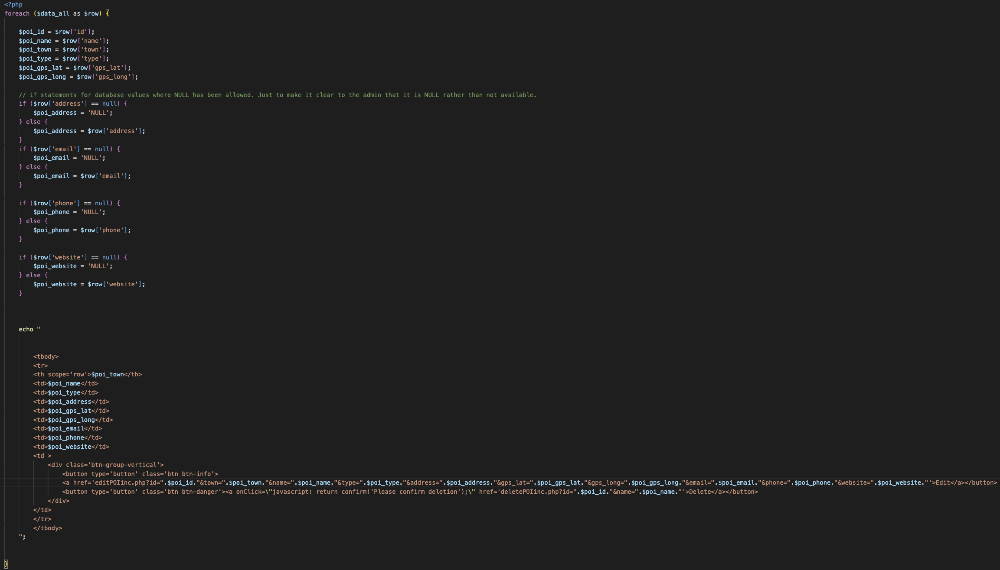 <?php
foreach ($data_all as $row) {
$poi_id = $row['id'];
$poi_name = $row['name'];
$poi_town = $row['town'];
$poi_type = $row['type'];
$poi_gps_lat = $row['gps_lat'];
$poi_gps_long = $row['gps_long'];
// if statements for database values where NULL has been allowed. Just to make it clear to the admin that it is NULL rather than not available.
if ($row['address'] == null) {
$poi_address = 'NULL';
} else {
$poi_address = $row['address'];
}
if ($row['email'] == null) {
$poi_email = 'NULL';
} else {
$poi_email = $row['email'];
}
if ($row['phone'] == null) {
$poi_phone = 'NULL';
} else {
$poi_phone = $row['phone'];
}
if ($row['website'] == null) {
$poi_website = 'NULL';
} else {
$poi_website = $row['website'];
}
echo "
<tbody>
<tr>
<th scope='row'>$poi_town</th>
<td>$poi_name</td>
<td>$poi_type</td>
<td>$poi_address</td>
<td>$poi_gps_lat</td>
<td>$poi_gps_long</td>
<td>$poi_email</td>
<td>$poi_phone</td>
<td>$poi_website</td>
<td >
<div class='btn-group-vertical'>
<button type='button' class='btn btn-info'>
<a href='editPOIinc.php?id=".$poi_id."&town=".$poi_town."&name=".$poi_name."&type=".$poi_type."&address=".$poi_address."&gps_lat=".$poi_gps_lat."&gps_long=".$poi_gps_long."&email=".$poi_email."&phone=".$poi_phone."&website=".$poi_website."'>Edit</a></button>
<button type='button' class='btn btn-danger'><a onClick=\"javascript: return confirm('Please confirm deletion');\" href='deletePOIinc.php?id=".$poi_id."&name=".$poi_name."'>Delete</a></button>
</div>
</td>
</tr>
</tbody>
";
}